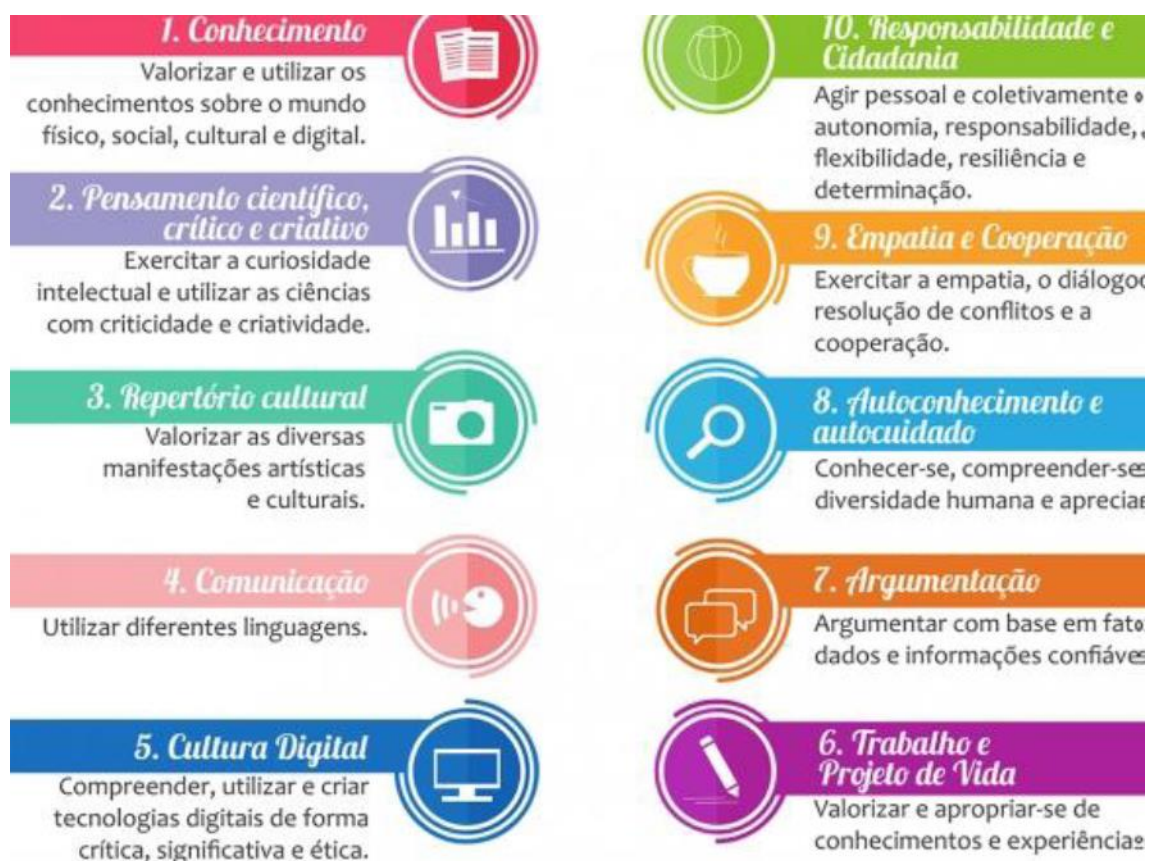 1. Conhecimento
Valorizar e utilizar os
conhecimentos sobre o mundo
físico, social, cultural e digital.
2. Pensamento científico,
crítico e criativo
Exercitar a curiosidade
intelectual e utilizar as ciências
com criticidade e criatividade.
3. Repertório cultural
Valorizar as diversas
manifestações artísticas
e culturais.
4. Comunicação
Utilizar diferentes linguagens.
5. Cultura Digital
Compreender, utilizar e criar
tecnologias digitais de forma
crítica, significativa e ética.
10. Responsabilidade e
Cidadania
Agir pessoal e coletivamente
autonomia, responsabilidade,
flexibilidade, resiliência e
determinação.
9. Empatia e Cooperação
Exercitar a empatia, o diálogo
resolução de conflitos e a
cooperação.
8. Autoconhecimento e
autocuidado
Conhecer-se, compreender-se
diversidade humana e
7. Argumentação
Argumentar com base em
dados e informações
6. Trabalho e
Projeto de Vida
Valorizar e apropriar-se de
conhecimentos e experiências